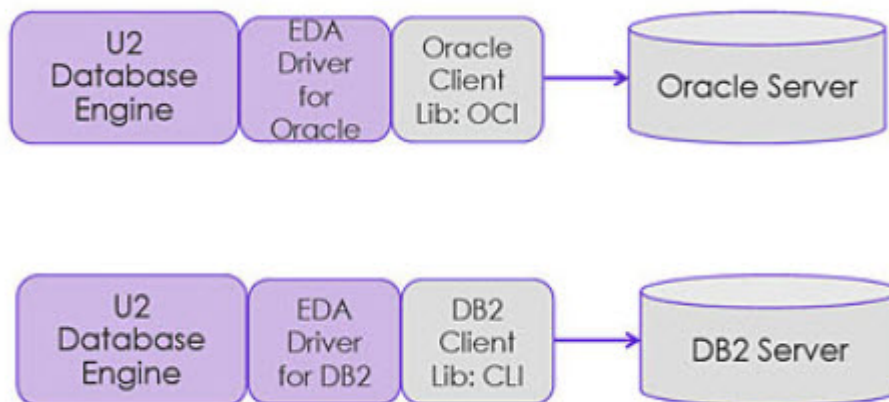 U2
Database
Engine
EDA
Driver
for
Oracle
Oracle
Client
Lib: OCI
Oracle Server
U2
Database
Engine
EDA
Driver
for DB2
DB2
Client
Lib: CLI
DB2 Server